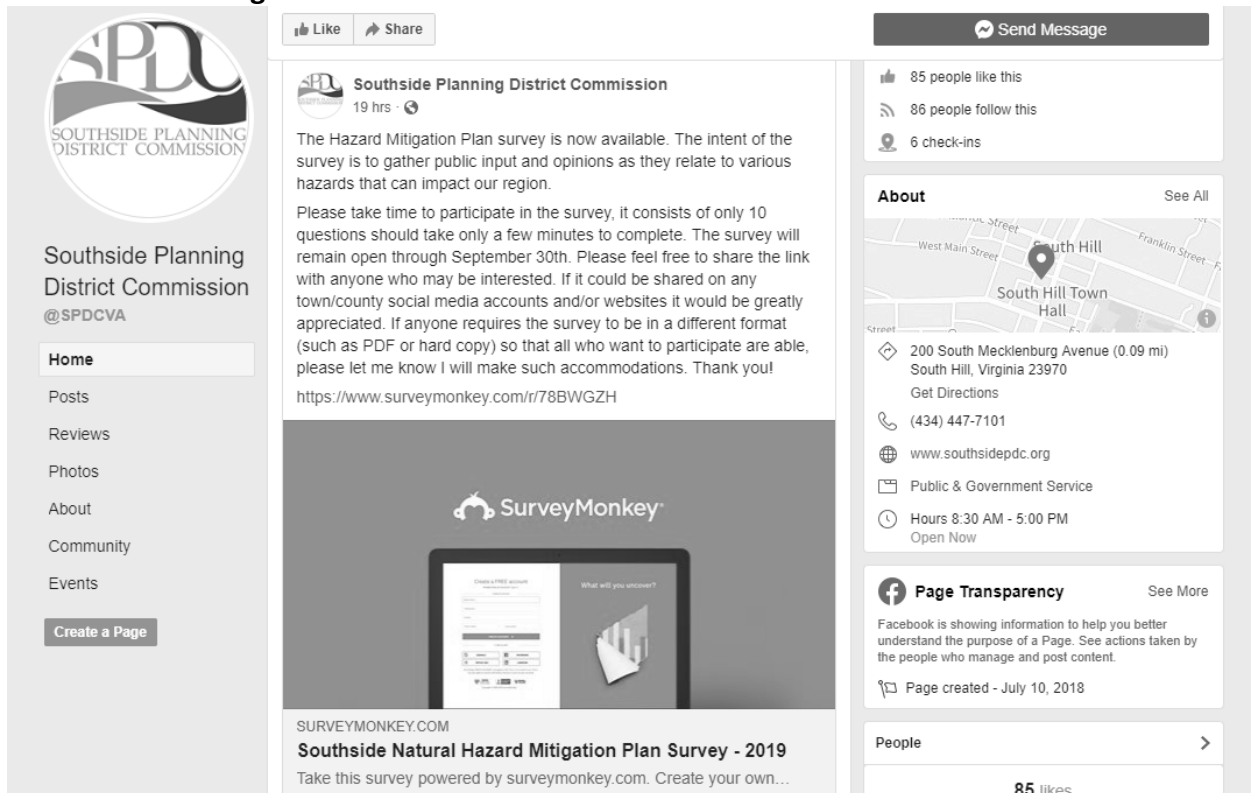 SPDC
SOUTHSIDE PLANNING
DISTRICT COMMISSION
Southside Planning
District Commission
@SPDCVA
Home
Posts
Reviews
Photos
About
Community
Events
Create a Page
Like
Share
Southside Planning District Commission
19 hrs ·
The Hazard Mitigation Plan survey is now available. The intent of the
survey is to gather public input and opinions as they relate to various
hazards that can impact our region.
Please take time to participate in the survey, it consists of only 10
questions should take only a few minutes to complete. The survey will
remain open through September 30th. Please feel free to share the link
with anyone who may be interested. If it could be shared on any
town/county social media accounts and/or websites it would be greatly
appreciated. If anyone requires the survey to be in a different format
(such as PDF or hard copy) so that all who want to participate are able,
please let me know I will make such accommodations. Thank you!
https://www.surveymonkey.com/r/78BWGZH
SurveyMonkey
Create a FREE account
What will you uncover?
SURVEYMONKEY.COM
Southside Natural Hazard Mitigation Plan Survey - 2019
Take this survey powered by surveymonkey.com. Create your own...
Send Message
85 people like this
86 people follow this
6 check-ins
About
See All
Street
West Main Street
South Hill
Franklin Street
South Hill Town
Hall
Street
200 South Mecklenburg Avenue (0.09 mi)
South Hill, Virginia 23970
Get Directions
(434) 447-7101
www.southsidepdc.org
Public & Government Service
Hours 8:30 AM - 5:00 PM
Open Now
Page Transparency
See More
Facebook is showing information to help you better
understand the purpose of a Page. See actions taken by
the people who manage and post content.
Page created - July 10, 2018
People
85 likes